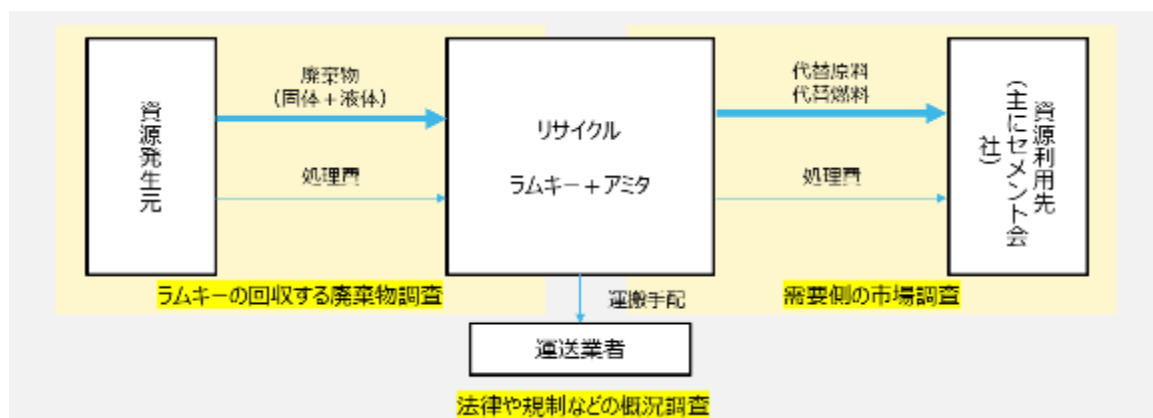 資源発生元
廃棄物
（固体＋液体）
処理費
リサイクル
ラムキー＋アミタ
代替原料
代替燃料
処理費
資源利用先
（主にセメント会
社）
ラムキーの回収する廃棄物調査
運搬手配
需要側の市場調査
運送業者
法律や規制などの概況調査